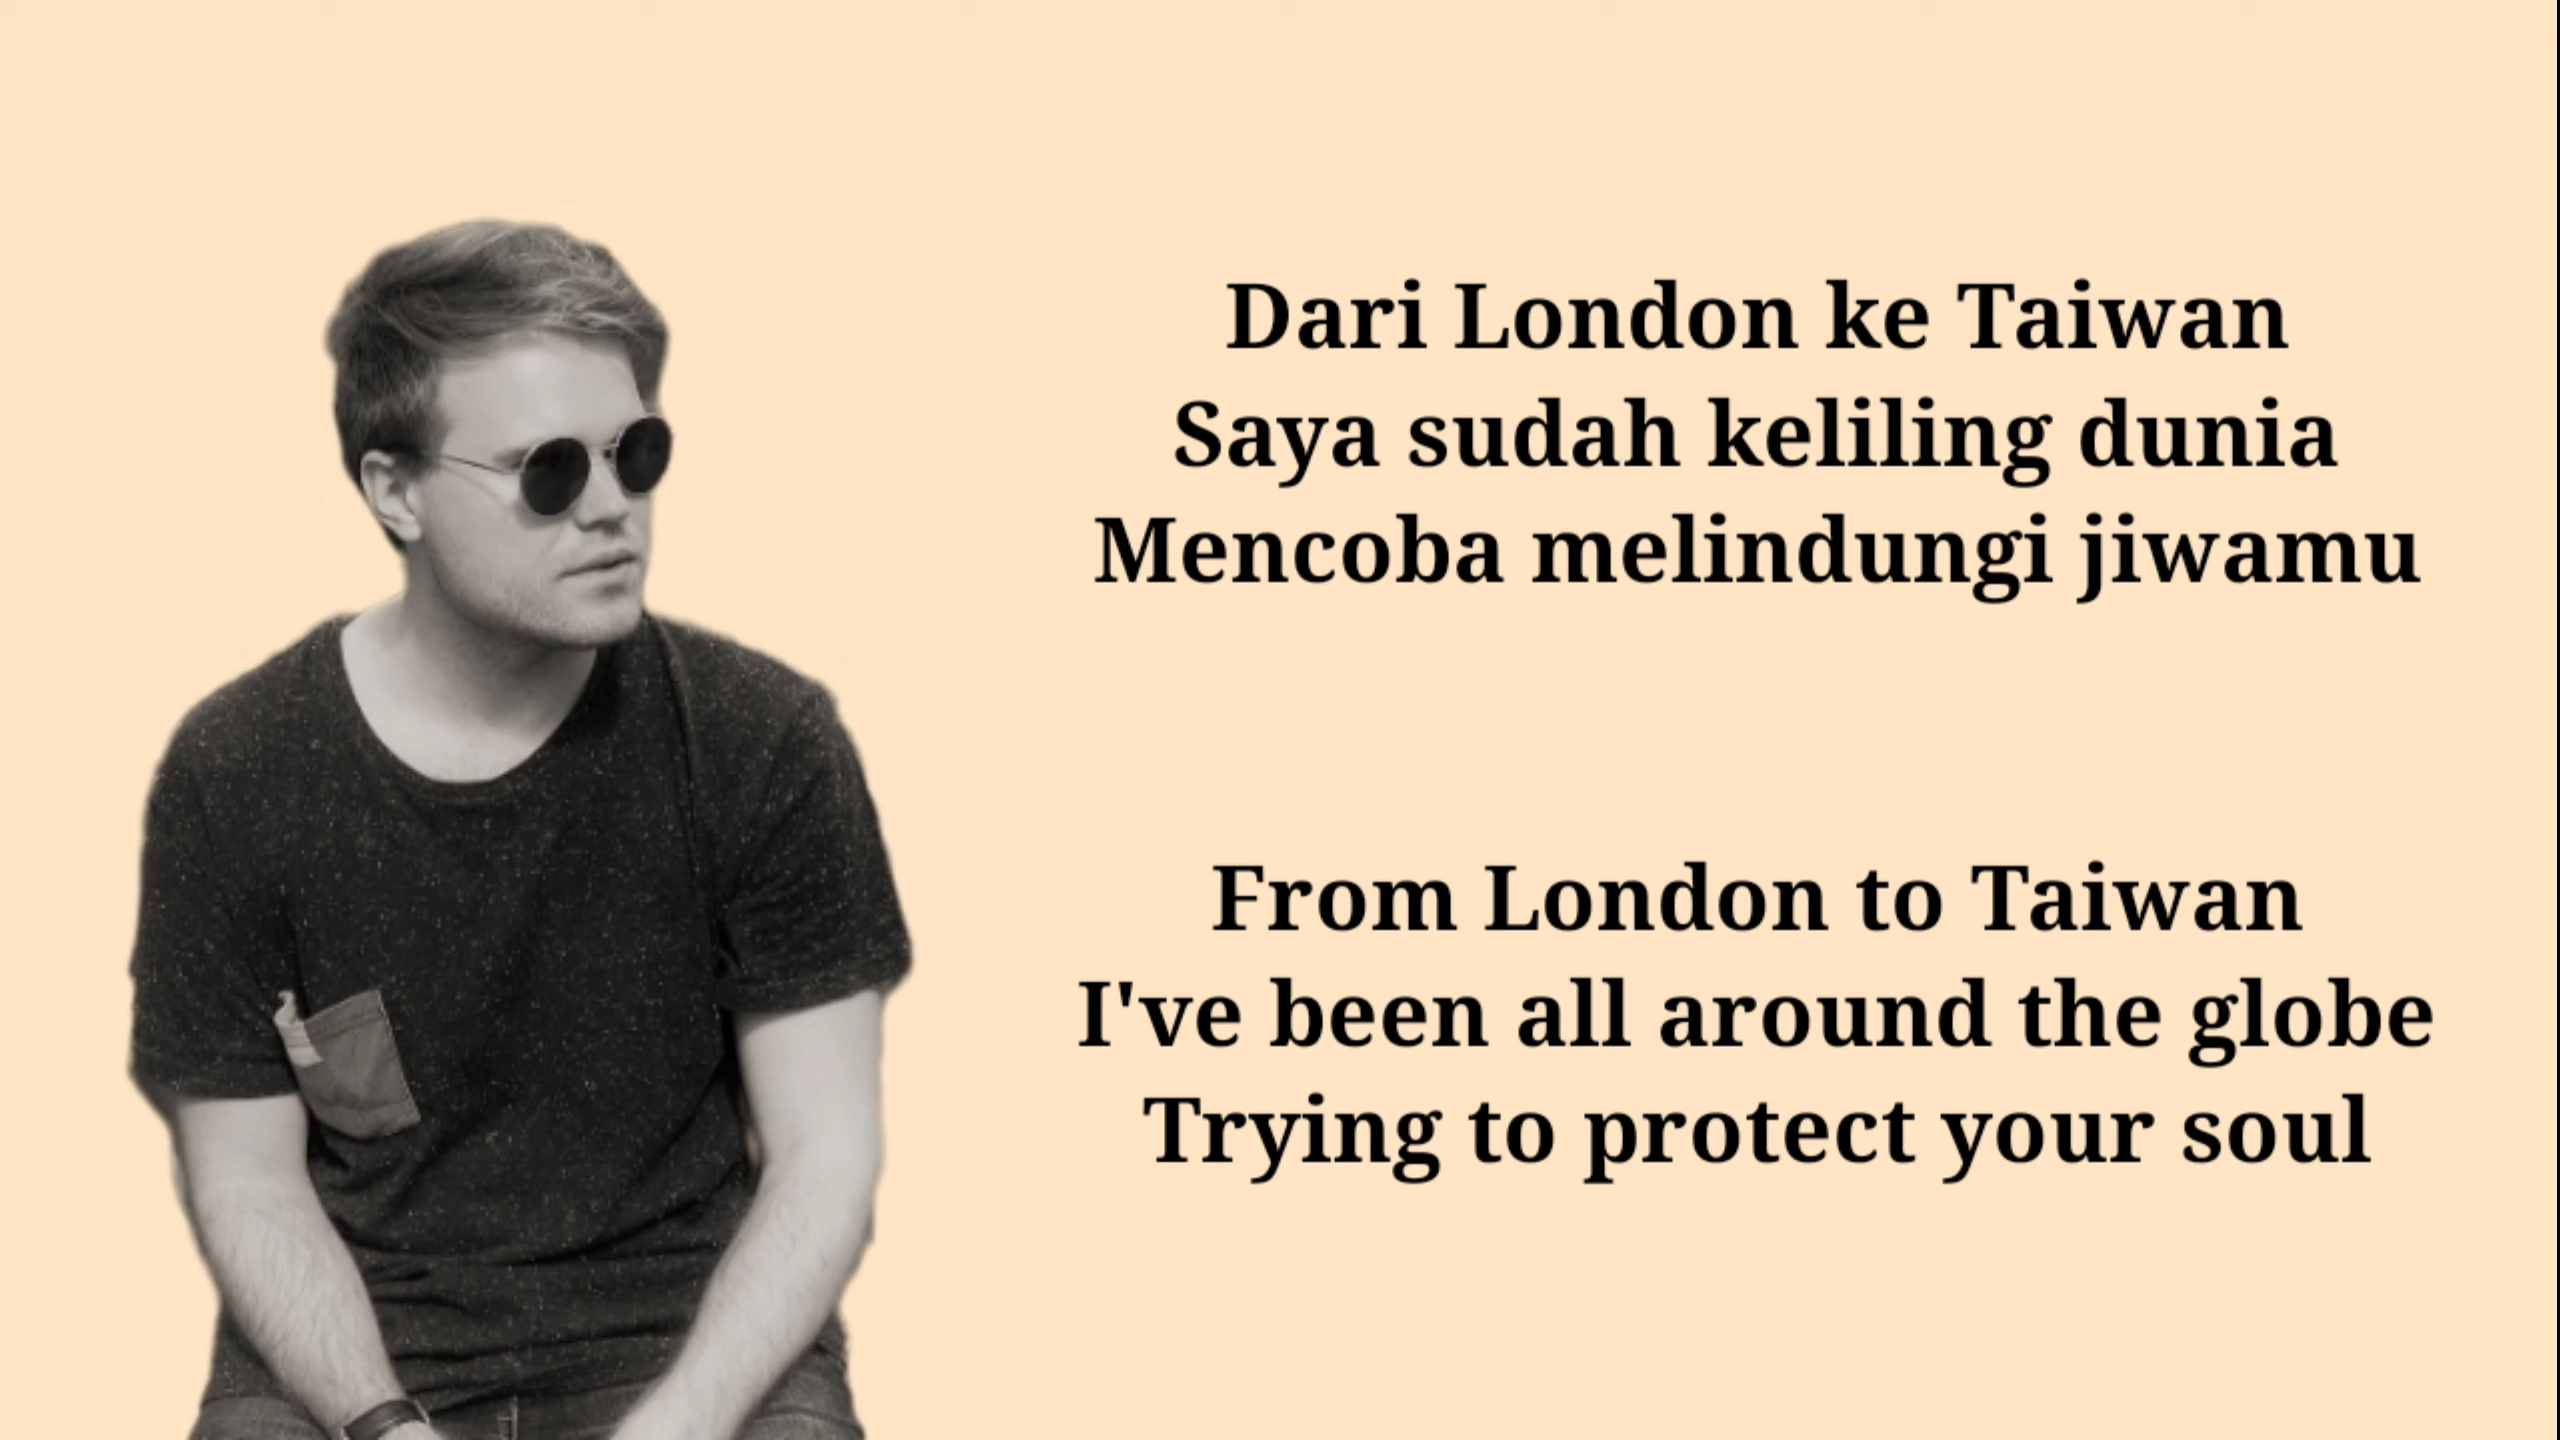 Dari London ke Taiwan
Saya sudah keliling dunia
Mencoba melindungi jiwamu
From London to Taiwan
I've been all around the globe
Trying to protect your soul